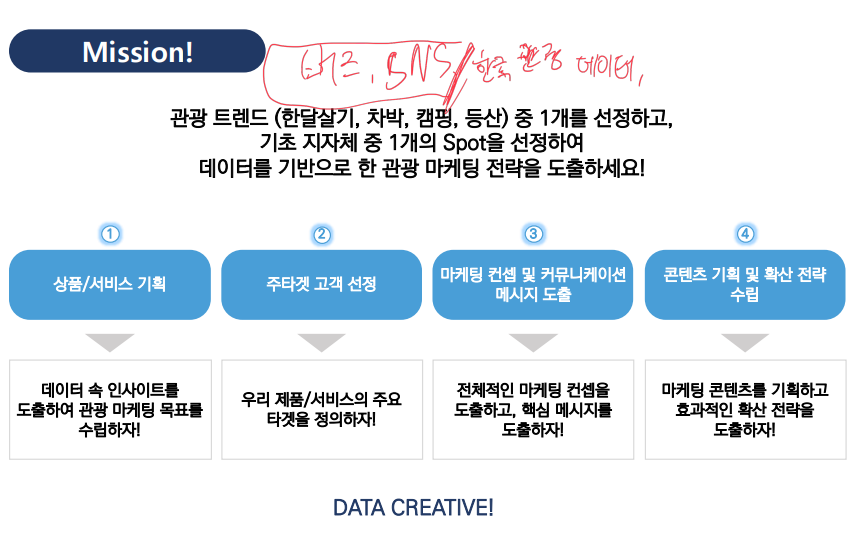 Mission!
버즈, SNS, 한국 관광 데이터,
관광 트렌드 (한달살기, 차박, 캠핑, 등산) 중 1개를 선정하고,
기초 지자체 중 1개의 Spot을 선정하여
데이터를 기반으로 한 관광 마케팅 전략을 도출하세요!
①
상품/서비스 기획
데이터 속 인사이트를
도출하여 관광 마케팅 목표를
수립하자!
②
주타겟 고객 선정
우리 제품/서비스의 주요
타겟을 정의하자!
③
마케팅 컨셉 및 커뮤니케이션
메시지 도출
전체적인 마케팅 컨셉을
도출하고, 핵심 메시지를
도출하자!
④
콘텐츠 기획 및 확산 전략
수립
마케팅 콘텐츠를 기획하고
효과적인 확산 전략을
도출하자!
DATA CREATIVE!